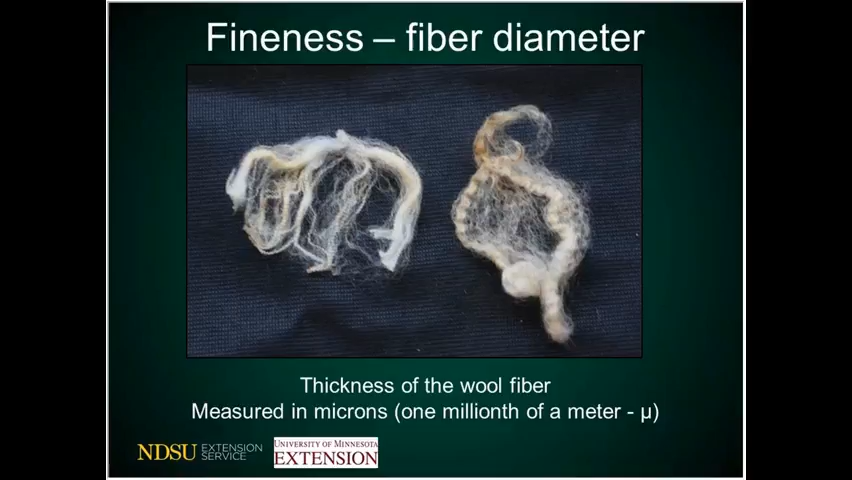 Fineness – fiber diameter
Thickness of the wool fiber
Measured in microns (one millionth of a meter - µ)
NDSU EXTENSION SERVICE
UNIVERSITY OF MINNESOTA
EXTENSION